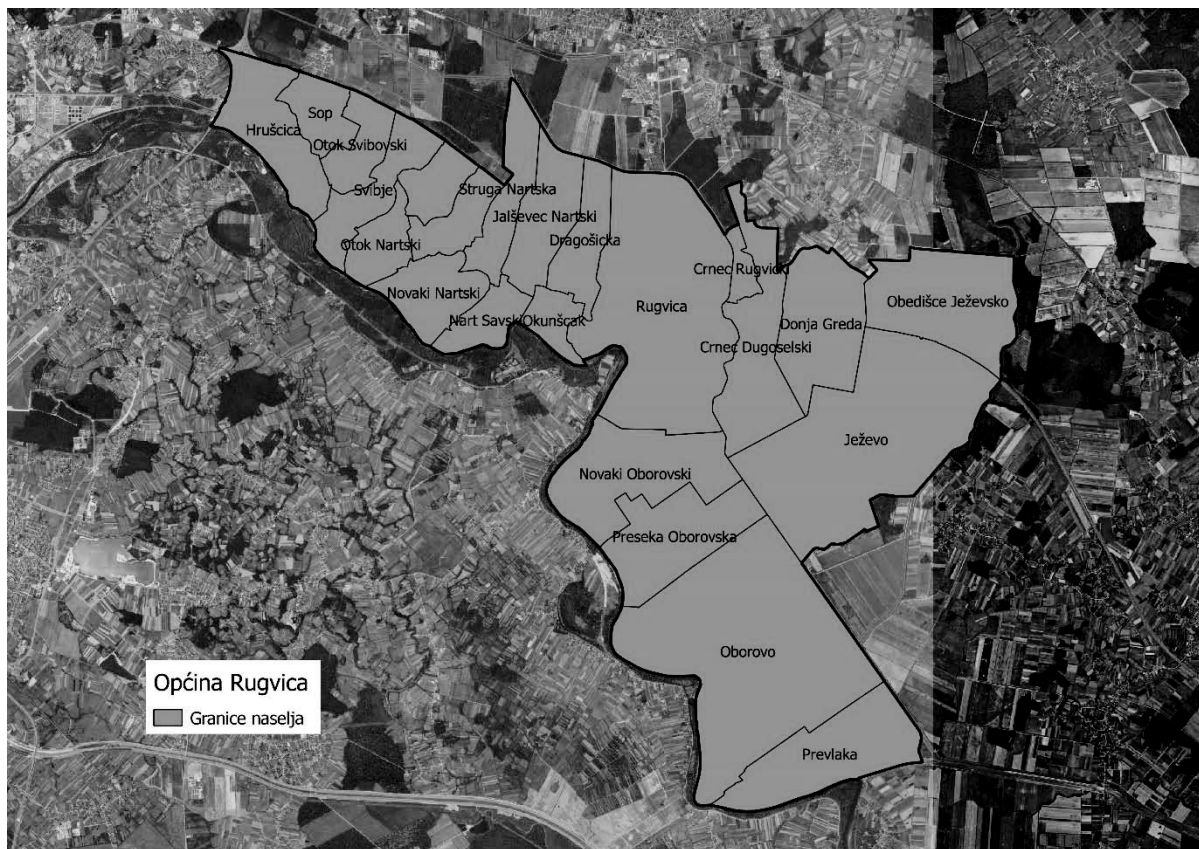 Sop
Hrušcica
Otok Svibovski
Svibje
Struga Nartska
Jalševec Nartski
Otok Nartski
Dragošicka
Crnec Rugvicki
Novaki Nartski
Rugvica
Obedišce Ježevsko
Nart Savski
Okunšcak
Donja Greda
Crnec Dugoselski
Ježevo
Novaki Oborovski
Preseka Oborovska
Oborovo
Prevlaka
Općina Rugvica
Granice naselja